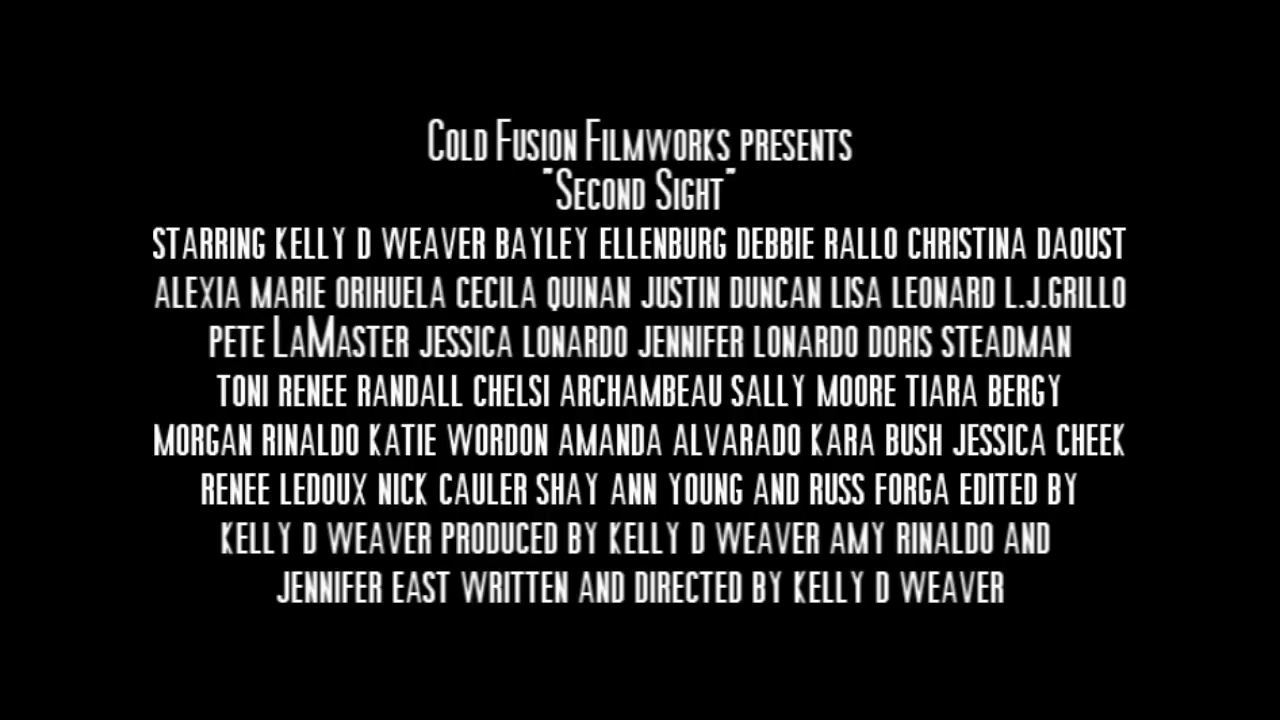 Cold Fusion Filmworks presents
"Second Sight"
STARRING KELLY D WEAVER BAYLEY ELLENBURG DEBBIE RALLO CHRISTINA DAOUST
ALEXIA MARIE ORIHUELA CECILA QUINAN JUSTIN DUNCAN LISA LEONARD L.J.GRILLO
PETE LaMASTER JESSICA LONARDO JENNIFER LONARDO DORIS STEADMAN
TONI RENEE RANDALL CHELSI ARCHAMBEAU SALLY MOORE TIARA BERGY
MORGAN RINALDO KATIE WORDON AMANDA ALVARADO KARA BUSH JESSICA CHEEK
RENEE LEDOUX NICK CAULER SHAY ANN YOUNG AND RUSS FORGA EDITED BY
KELLY D WEAVER PRODUCED BY KELLY D WEAVER AMY RINALDO AND
JENNIFER EAST WRITTEN AND DIRECTED BY KELLY D WEAVER